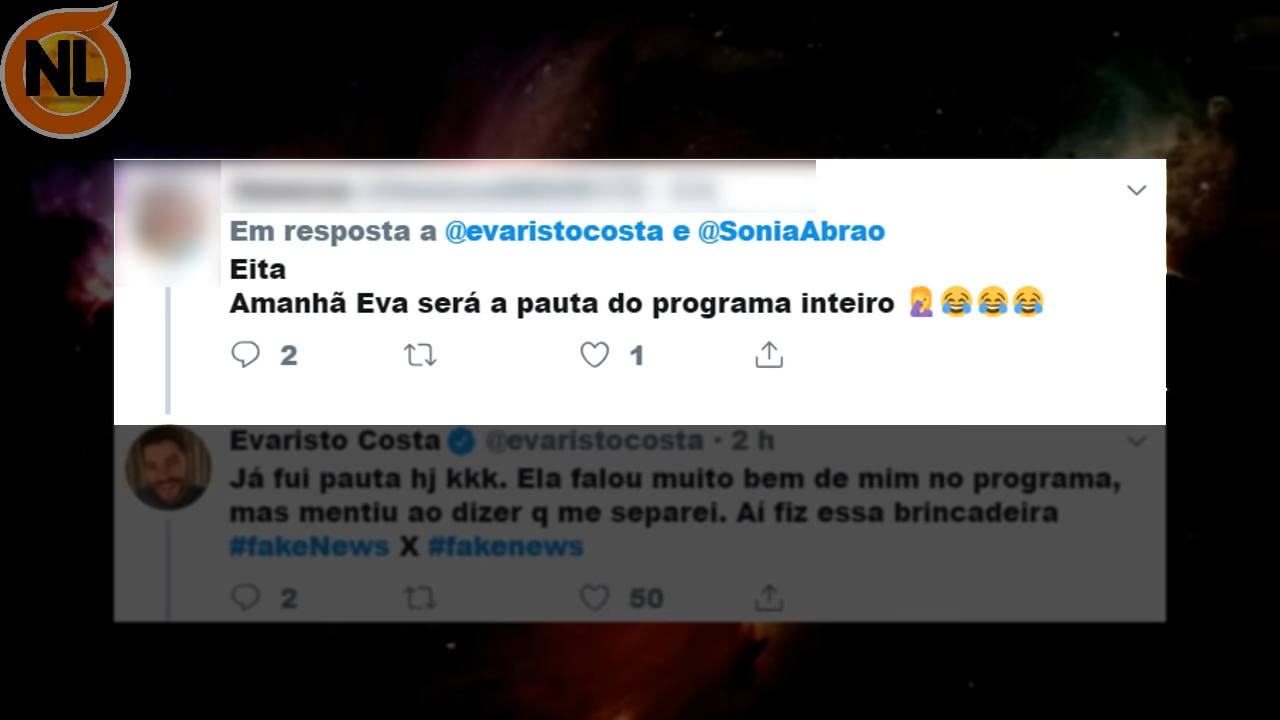 NL
Em resposta a @evaristocosta e @SoniaAbrao
Eita
Amanhã Eva será a pauta do programa inteiro 🤦😂😂😂
2 1
Evaristo Costa @evaristocosta · 2 h
Já fui pauta hj kkk. Ela falou muito bem de mim no programa,
mas mentiu ao dizer q me separei. Aí fiz essa brincadeira
#fakeNews X #fakenews
2 50